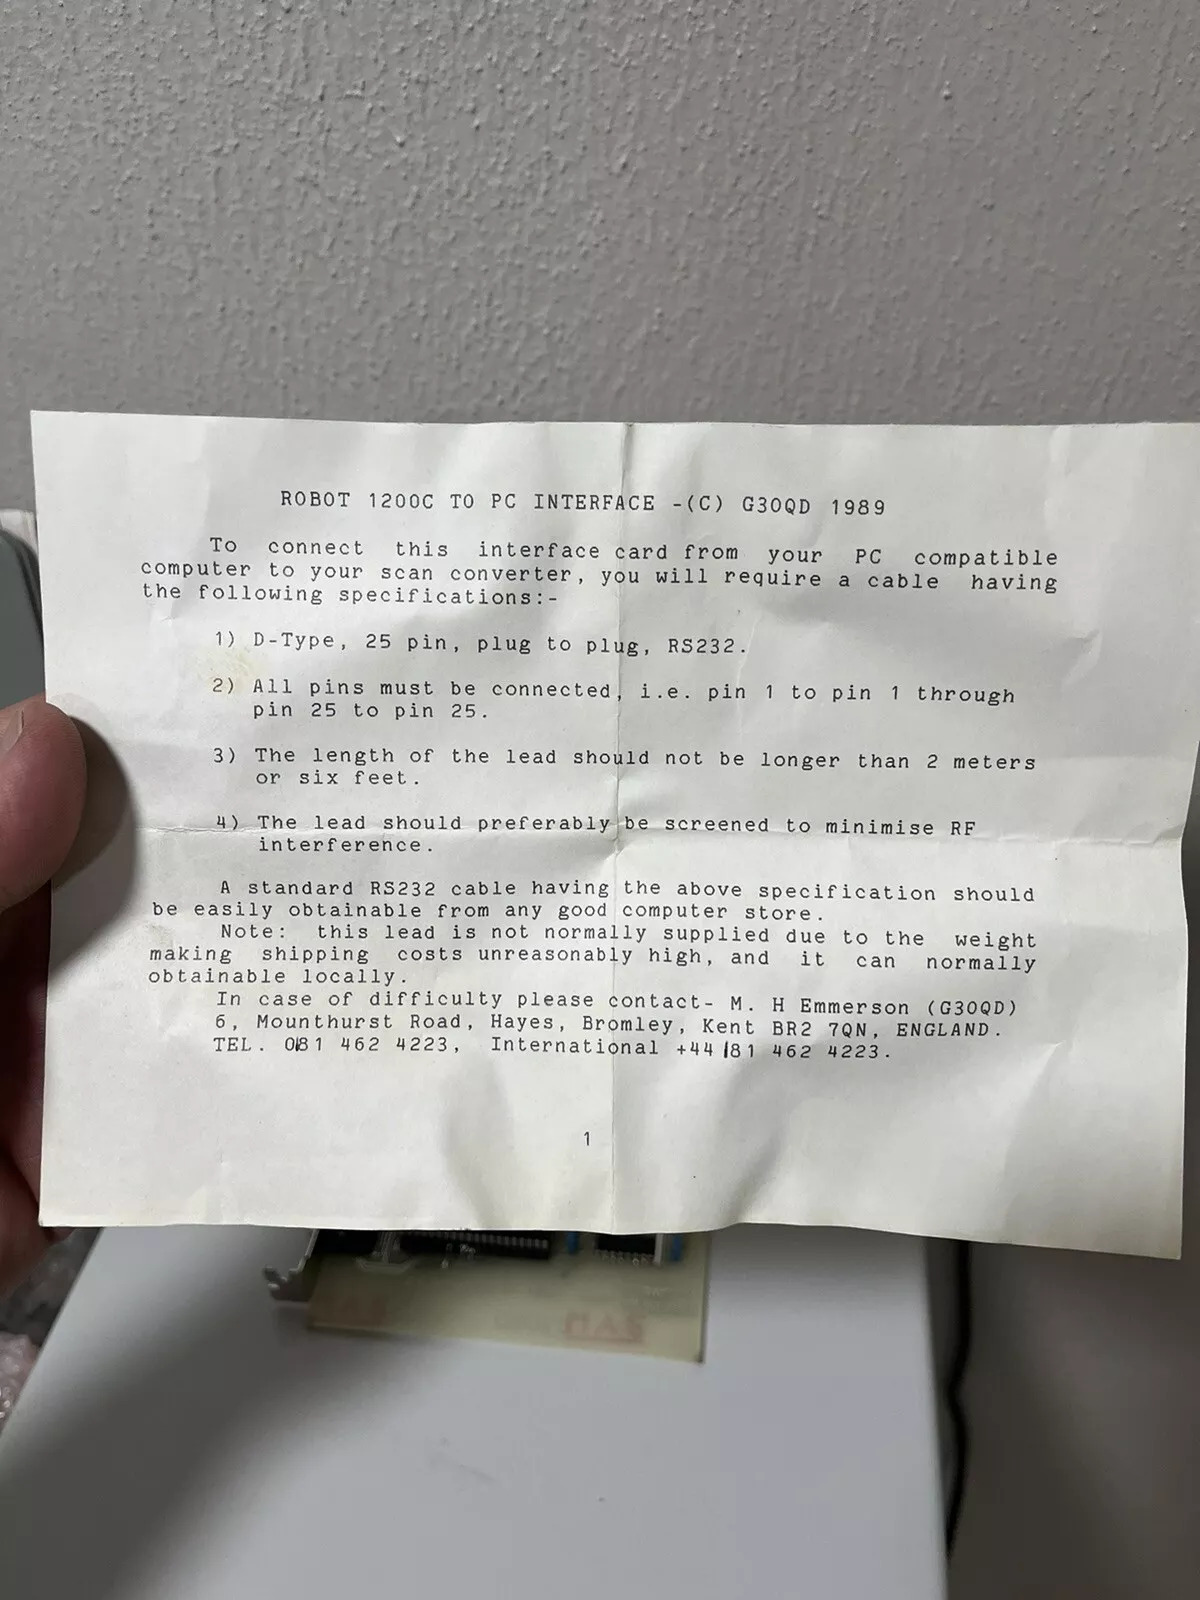 ROBOT 1200C TO PC INTERFACE -(C) G3OQD 1989
To connect this interface card from your PC compatible
computer to your scan converter, you will require a cable having
the following specifications:-
1) D-Type, 25 pin, plug to plug, RS232.
2) All pins must be connected, i.e. pin 1 to pin 1 through
pin 25 to pin 25.
3) The length of the lead should not be longer than 2 meters
or six feet.
4) The lead should preferably be screened to minimise RF
interference.
A standard RS232 cable having the above specification should
be easily obtainable from any good computer store.
Note: this lead is not normally supplied due to the weight
making shipping costs unreasonably high, and it can normally
obtainable locally.
In case of difficulty please contact- M. H Emmerson (G3OQD)
6, Mounthurst Road, Hayes, Bromley, Kent BR2 7QN, ENGLAND.
TEL. 081 462 4223, International +44 81 462 4223.
1